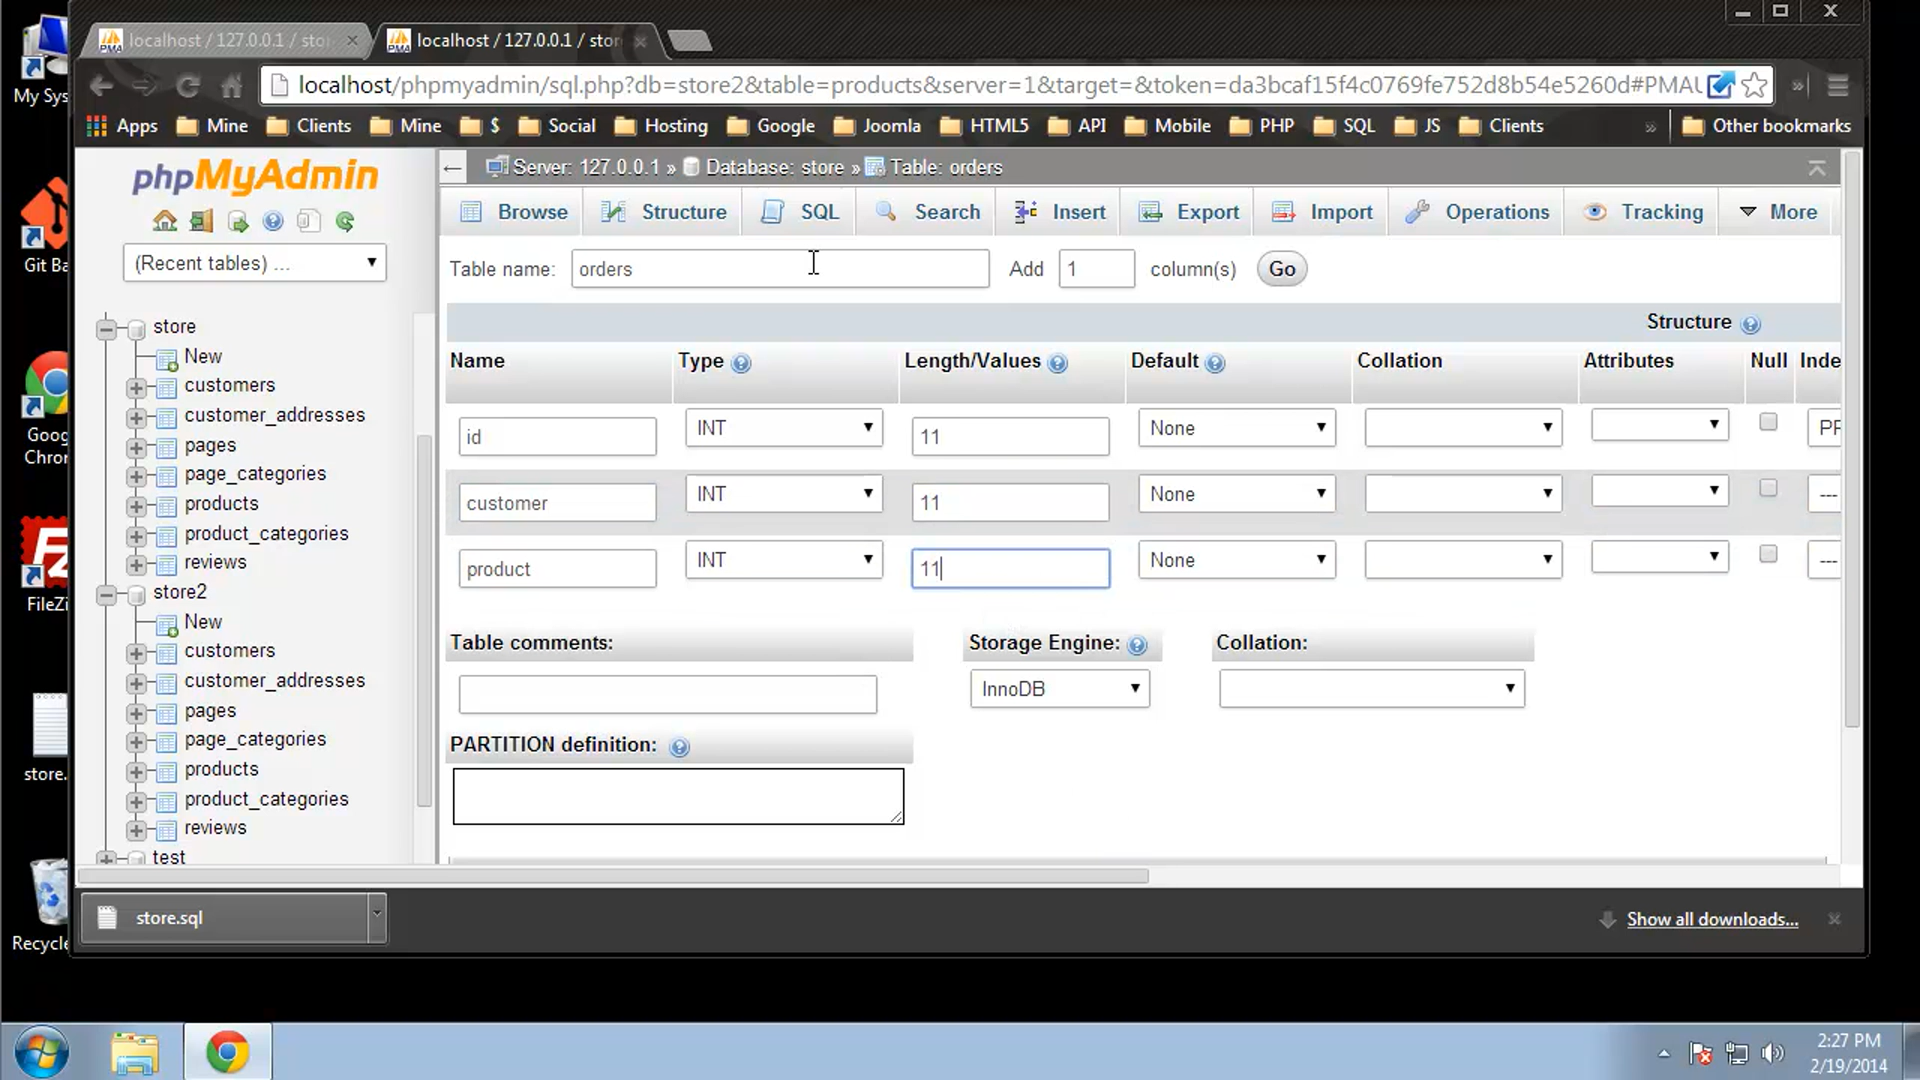 My Sys
Git Ba
Goog
Chron
FileZi
store.
Recycle
localhost / 127.0.0.1 / stor
localhost / 127.0.0.1 / stor
localhost/phpmyadmin/sql.php?db=store2&table=products&server=1&target=&token=da3bcaf15f4c0769fe752d8b54e5260d#PMAU
Apps Mine Clients Mine $ Social Hosting Google Joomla HTML5 API Mobile PHP SQL JS Clients » Other bookmarks
phpMyAdmin
(Recent tables) ...
store
New
customers
customer_addresses
pages
page_categories
products
product_categories
reviews
store2
New
customers
customer_addresses
pages
page_categories
products
product_categories
reviews
test
Server: 127.0.0.1 » Database: store » Table: orders
Browse Structure SQL Search Insert Export Import Operations Tracking More
Table name: orders Add 1 column(s) Go
Structure
Name Type Length/Values Default Collation Attributes Null Inde
id INT 11 None PR
customer INT 11 None ---
product INT 11 None ---
Table comments: Storage Engine: Collation:
InnoDB
PARTITION definition:
store.sql
Show all downloads...
2:27 PM
2/19/2014